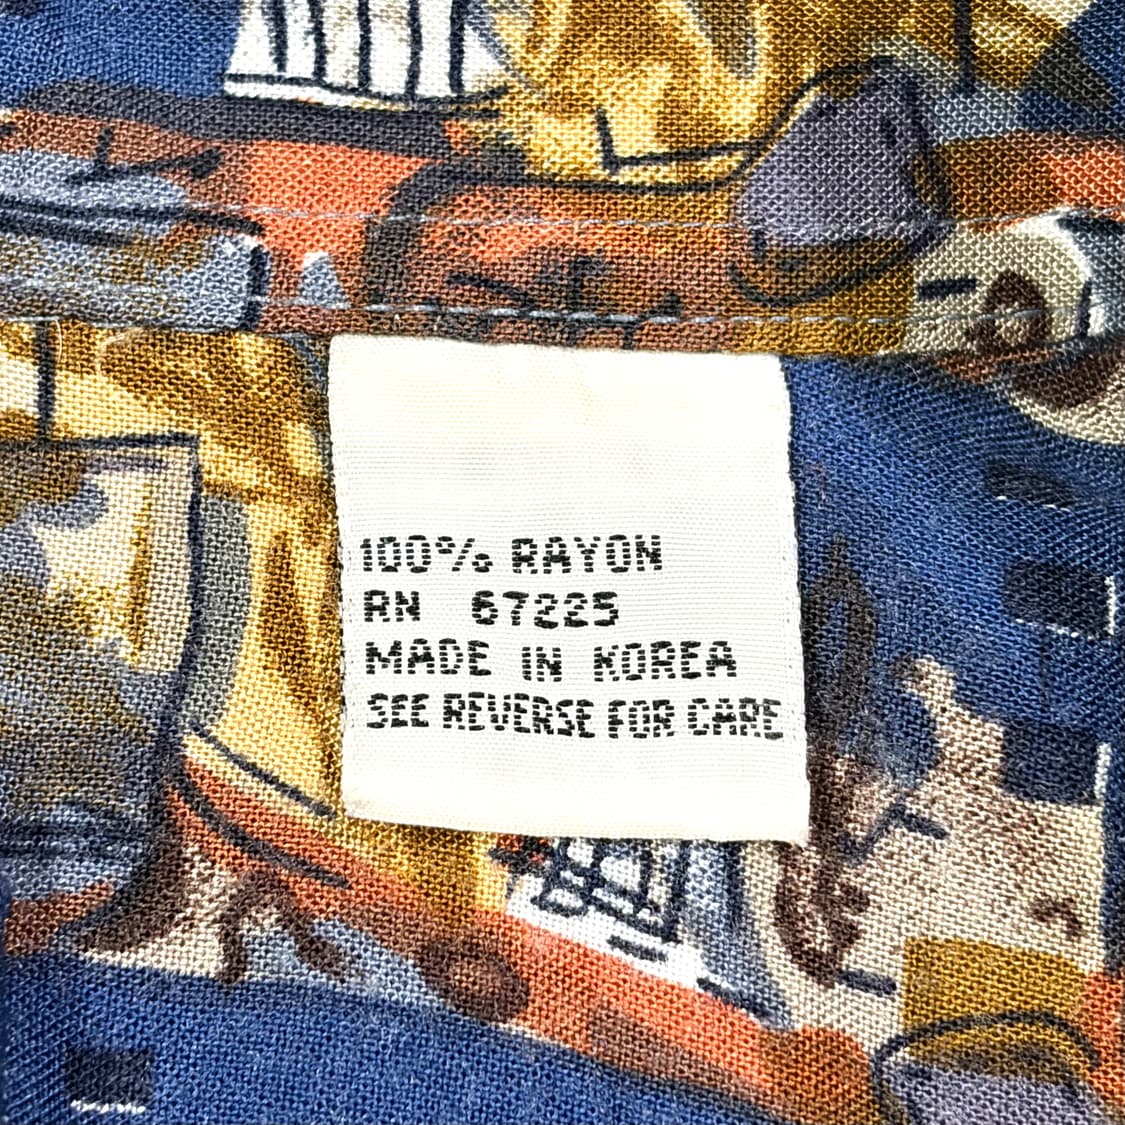 100% RAYON
RN 67225
MADE IN KOREA
SEE REVERSE FOR CARE